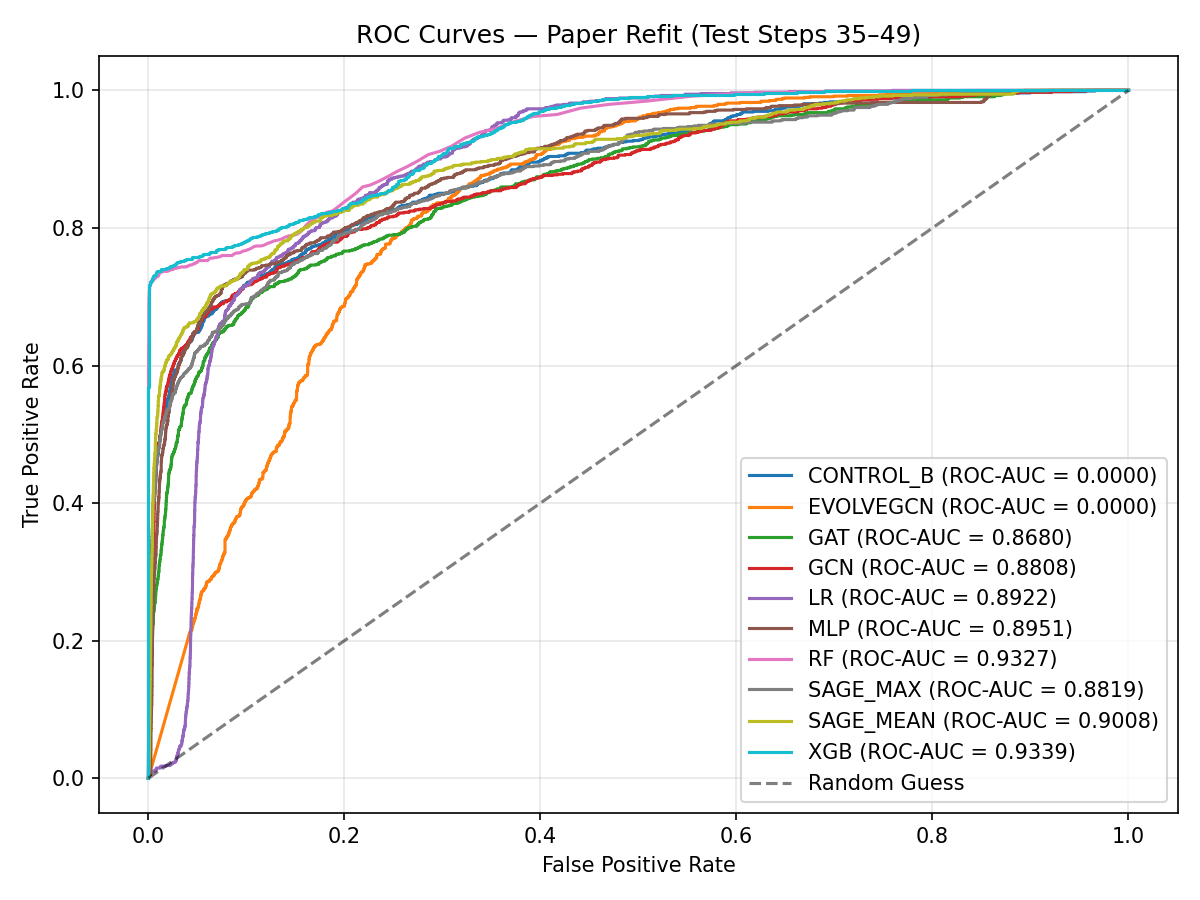 ROC Curves — Paper Refit (Test Steps 35–49)
True Positive Rate
1.0
0.8
0.6
0.4
0.2
0.0
CONTROL_B (ROC-AUC = 0.0000)
EVOLVEGCN (ROC-AUC = 0.0000)
GAT (ROC-AUC = 0.8680)
GCN (ROC-AUC = 0.8808)
LR (ROC-AUC = 0.8922)
MLP (ROC-AUC = 0.8951)
RF (ROC-AUC = 0.9327)
SAGE_MAX (ROC-AUC = 0.8819)
SAGE_MEAN (ROC-AUC = 0.9008)
XGB (ROC-AUC = 0.9339)
Random Guess
0.0 0.2 0.4 0.6 0.8 1.0
False Positive Rate